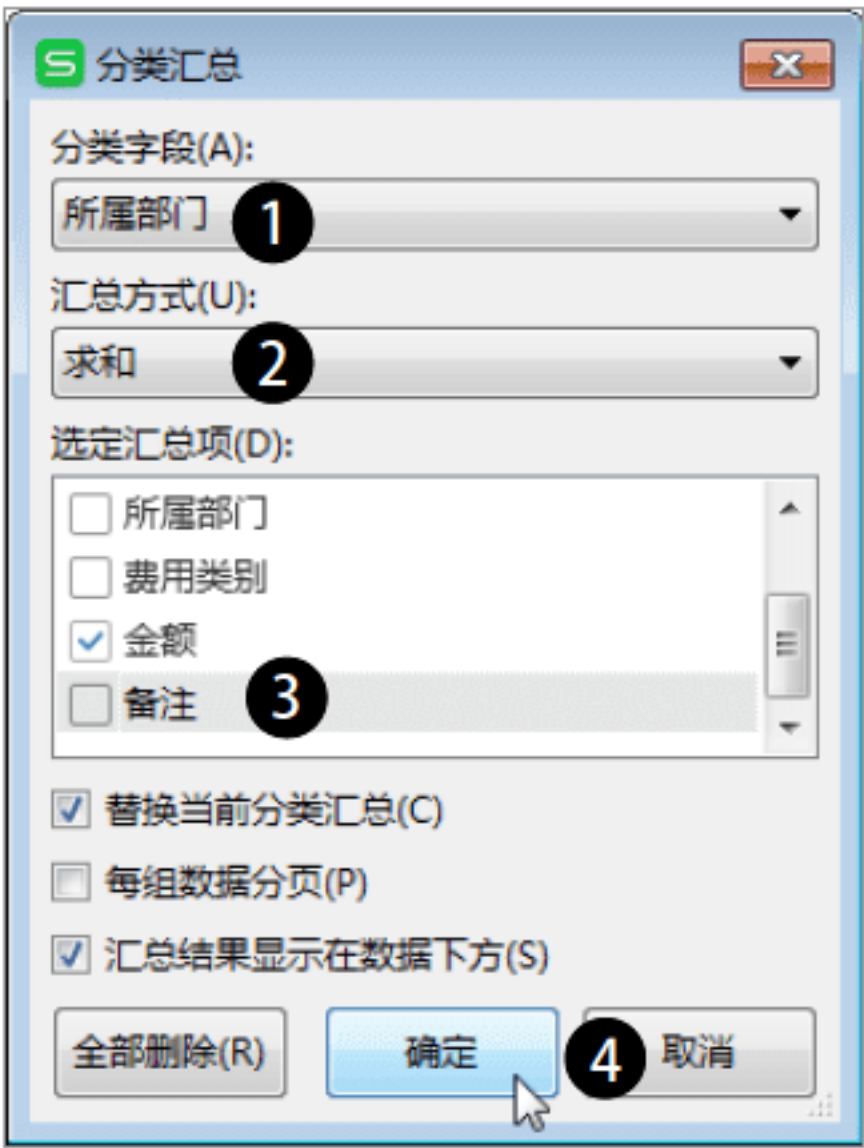 分类汇总
分类字段(A):
所属部门 1
汇总方式(U):
求和 2
选定汇总项(D):
所属部门
费用类别
金额
备注 3
替换当前分类汇总(C)
每组数据分页(P)
汇总结果显示在数据下方(S)
全部删除(R) 确定 4 取消